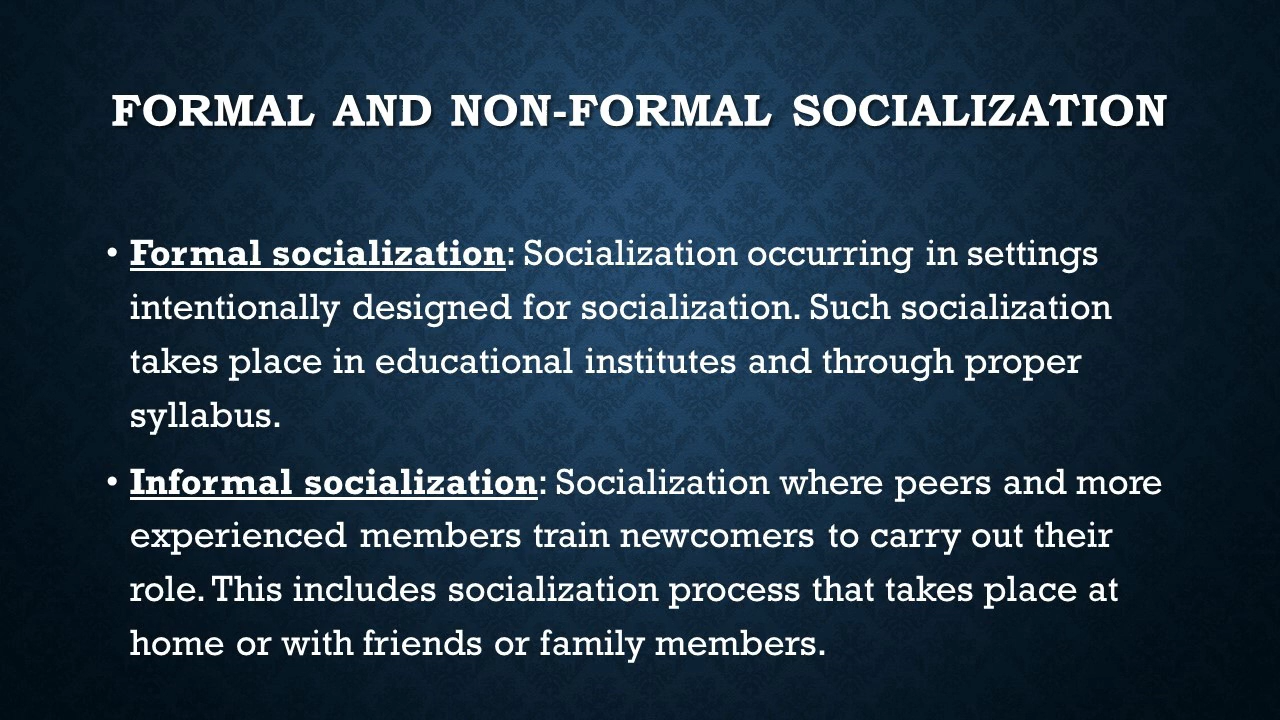 FORMAL AND NON-FORMAL SOCIALIZATION
• Formal socialization: Socialization occurring in settings
intentionally designed for socialization. Such socialization
takes place in educational institutes and through proper
syllabus.
• Informal socialization: Socialization where peers and more
experienced members train newcomers to carry out their
role. This includes socialization process that takes place at
home or with friends or family members.